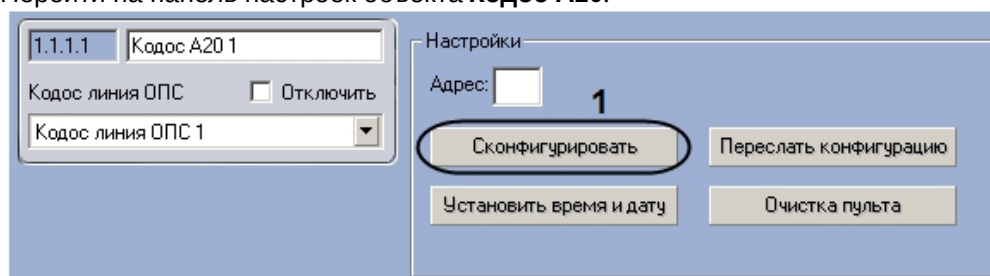 Перейти на панель настроек объекта Кодос А20.
1.1.1.1 Кодос А20 1
Кодос линия ОПС Отключить
Кодос линия ОПС 1
Настройки
Адрес:
1
Сконфигурировать Переслать конфигурацию
Установить время и дату Очистка пульта